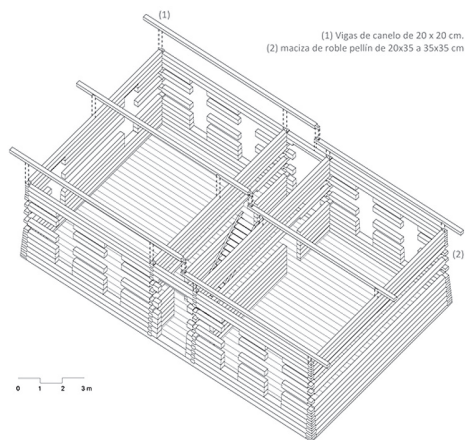 (1)
(1) Vigas de canelo de 20 x 20 cm.
(2) maciza de roble pellín de 20x35 a 35x35 cm
(2)
0 1 2 3 m